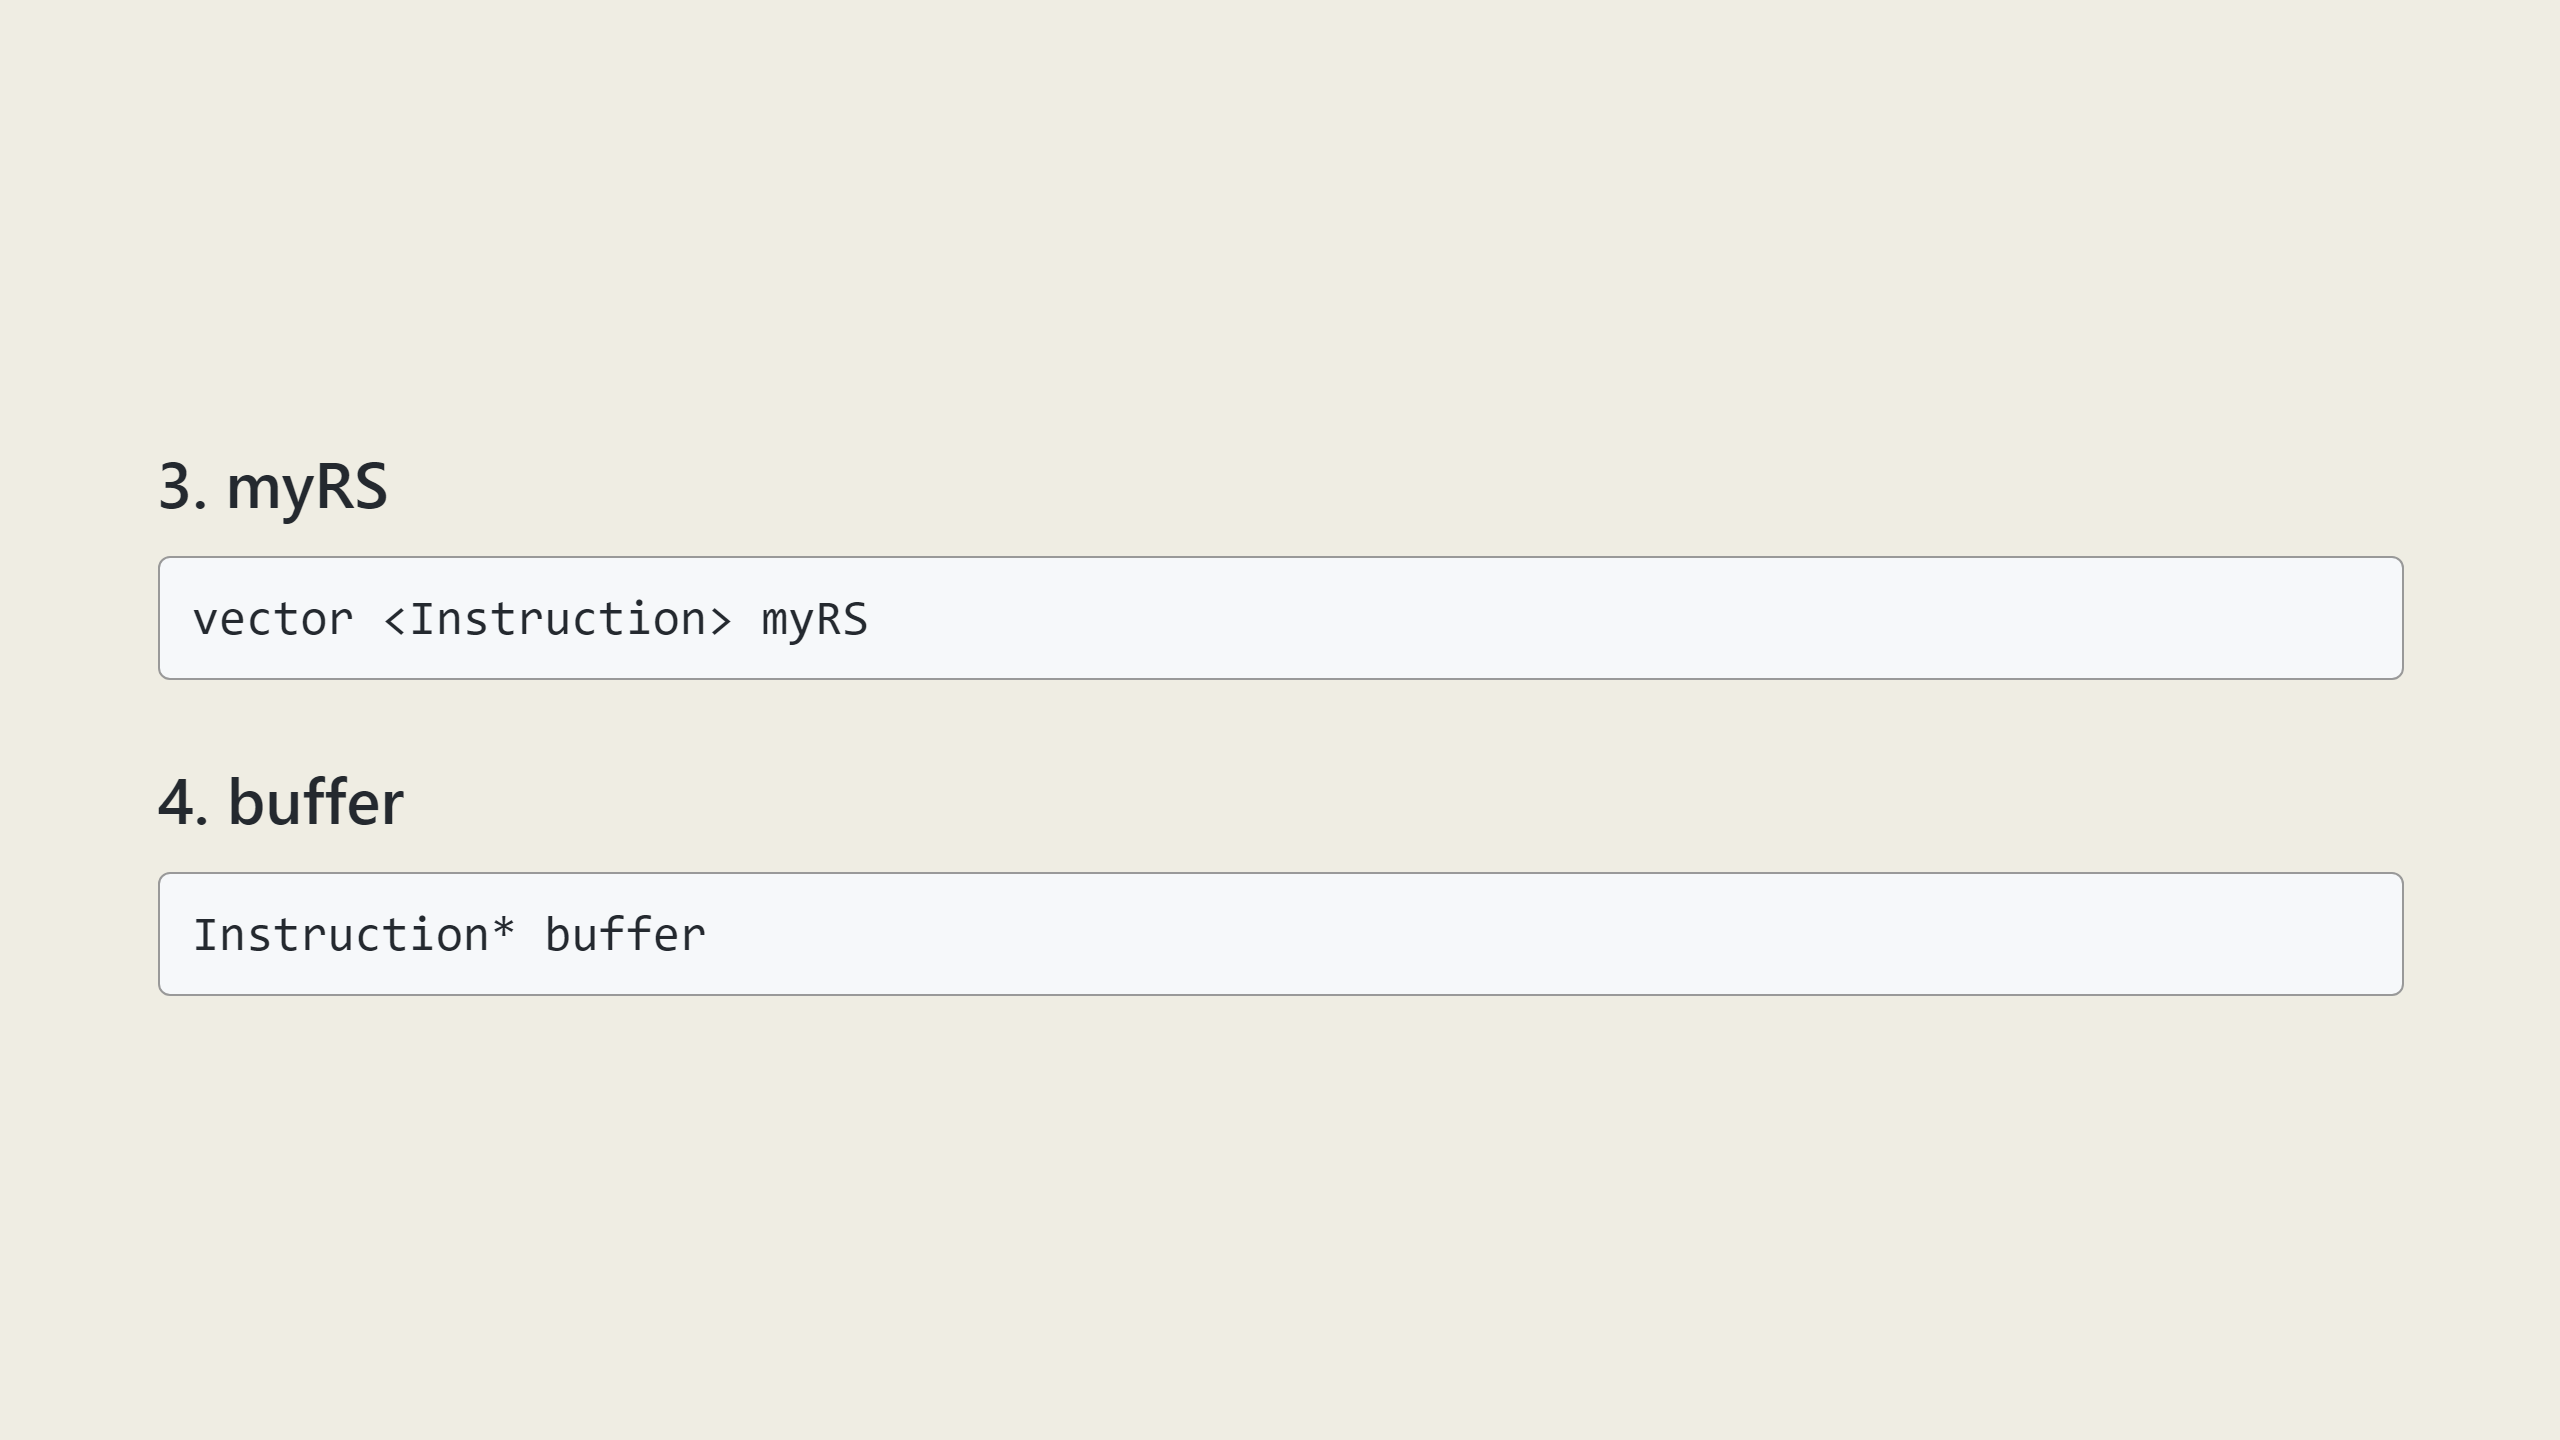 3. myRS
vector <Instruction> myRS
4. buffer
Instruction* buffer